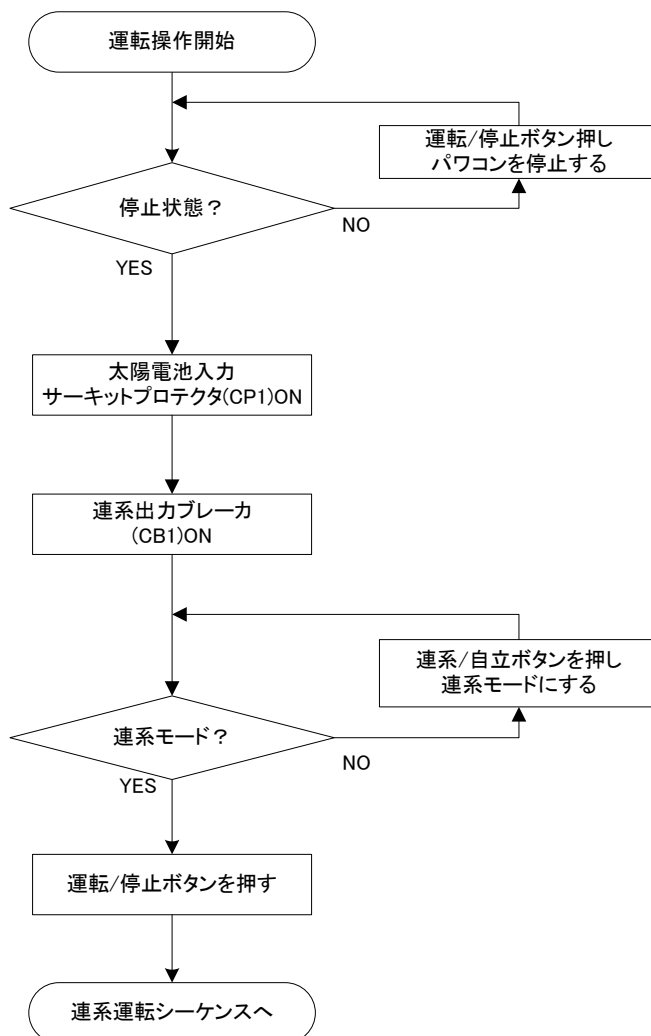 運転操作開始
運転/停止ボタン押し
パワコンを停止する
停止状態？
NO
YES
太陽電池入力
サーキットプロテクタ(CP1)ON
連系出力ブレーカ
(CB1)ON
連系/自立ボタンを押し
連系モードにする
連系モード？
NO
YES
運転/停止ボタンを押す
連系運転シーケンスへ